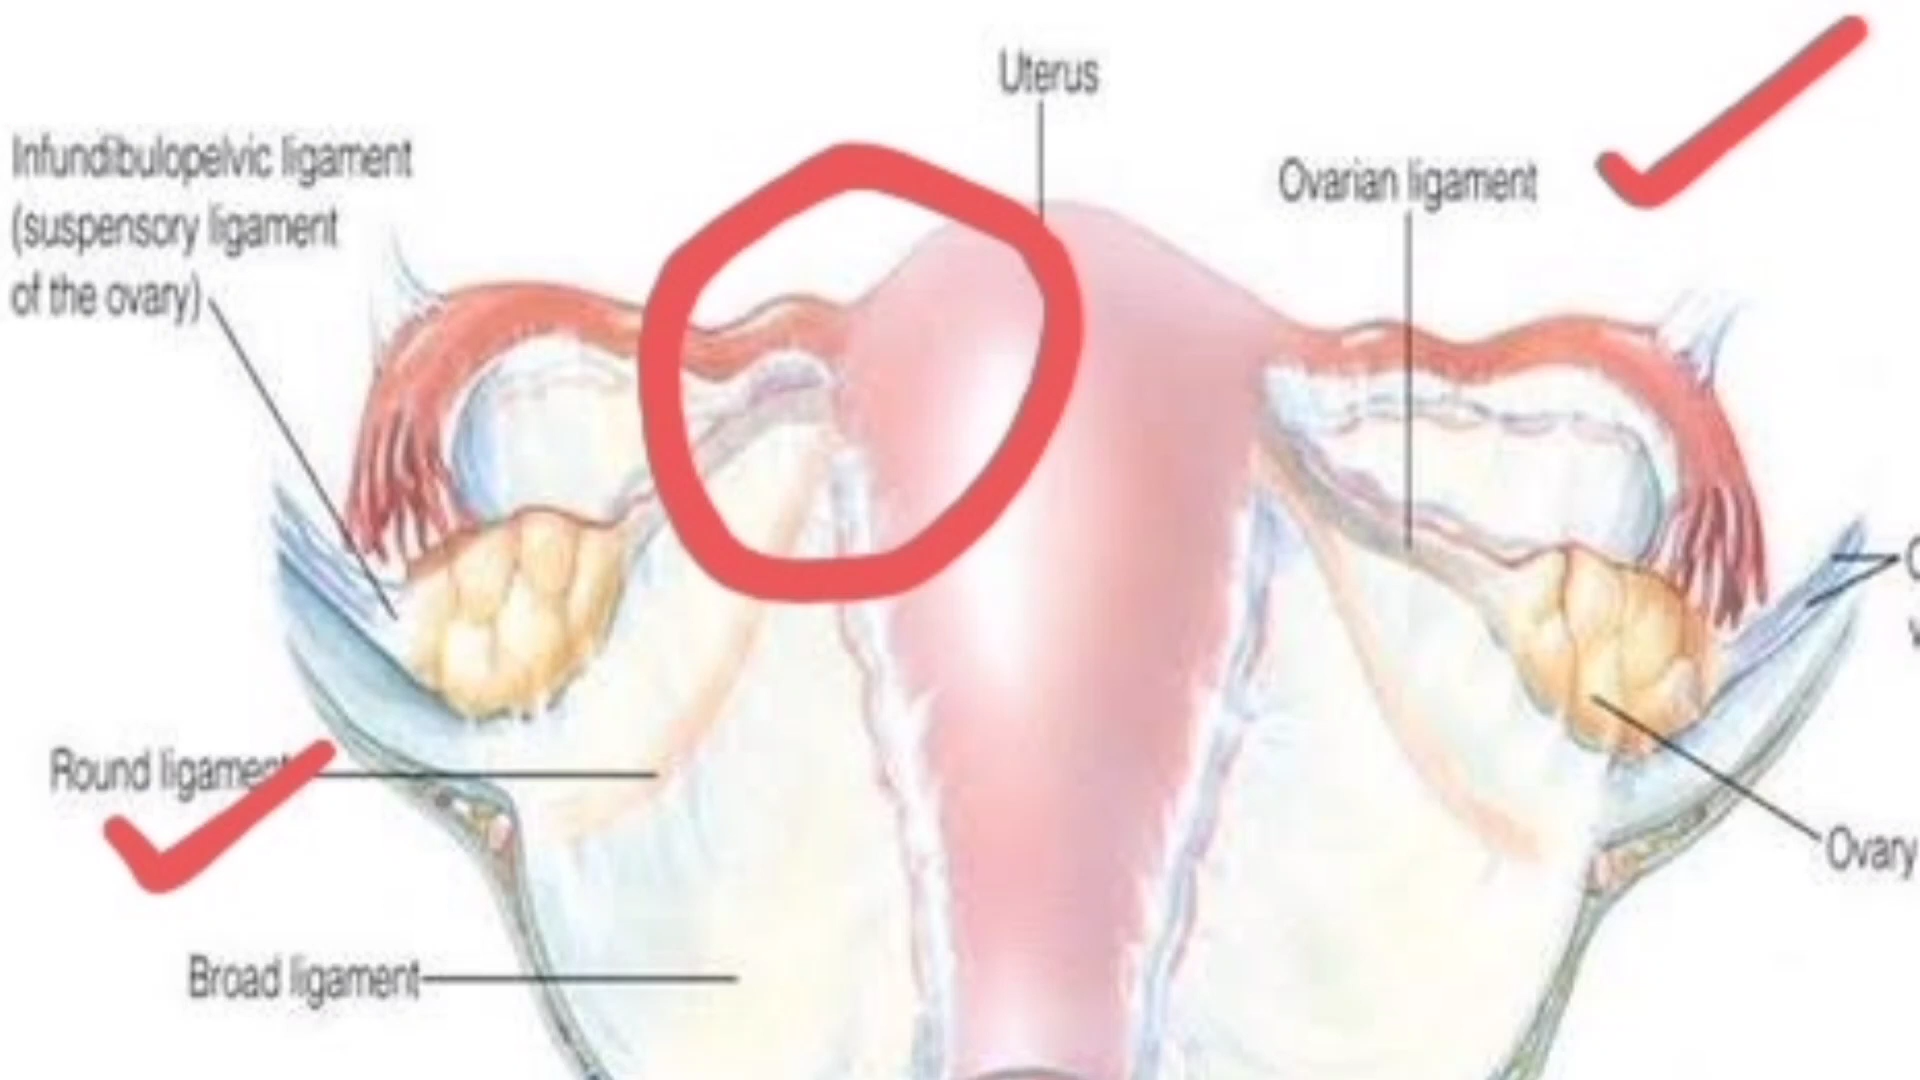 Uterus
Infundibulopelvic ligament
(suspensory ligament
of the ovary)
Ovarian ligament
Round ligament
Ovary
Broad ligament